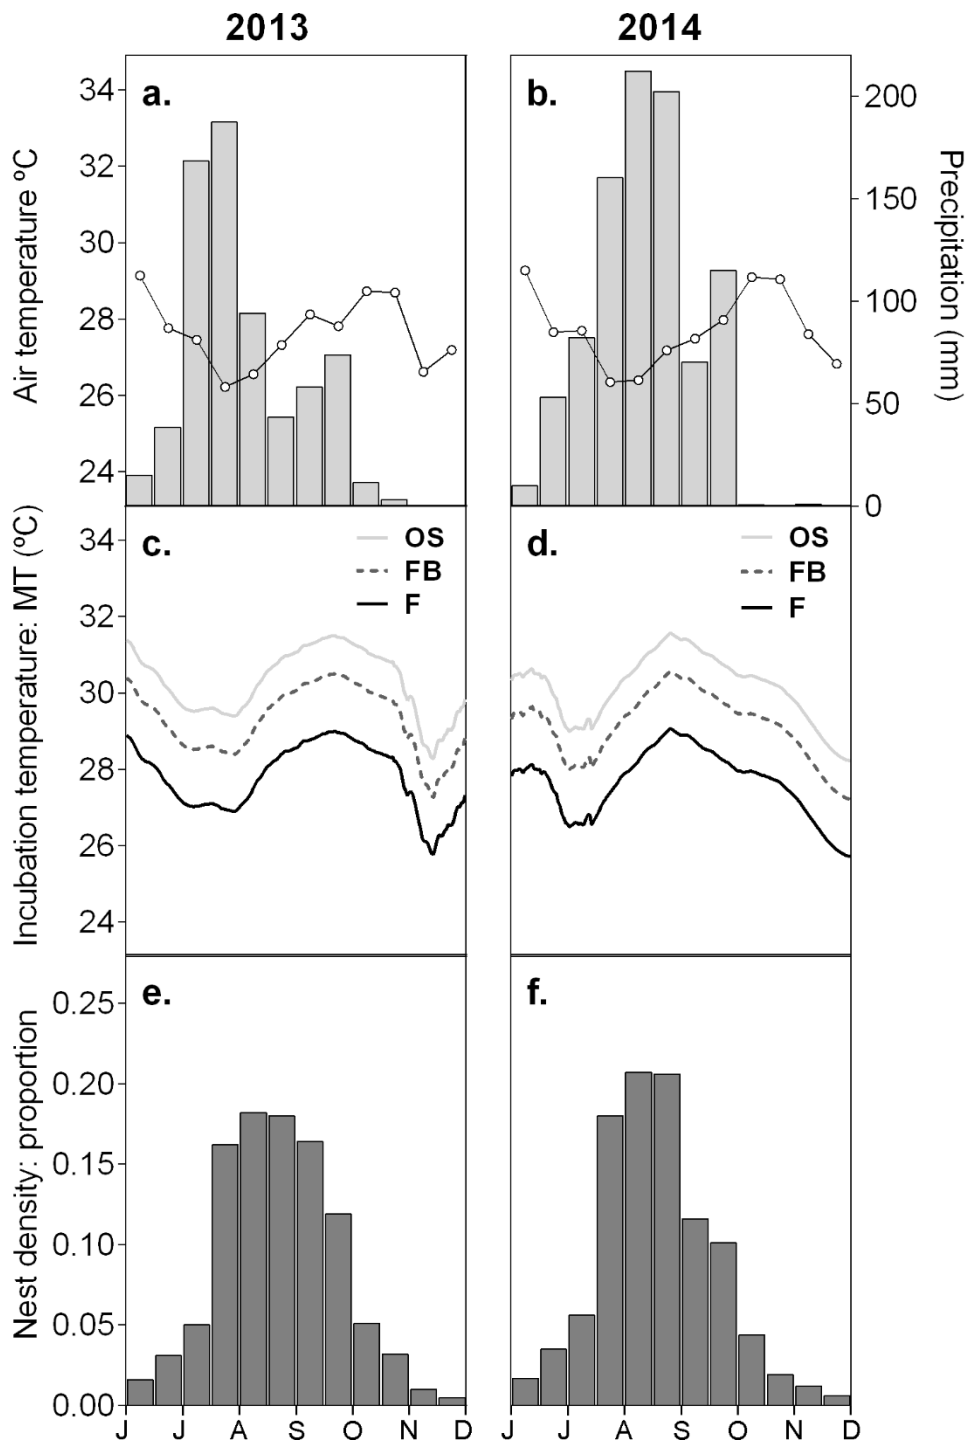 2013
2014
a.
b.
Air temperature ºC
34
32
30
28
26
24
Precipitation (mm)
200
150
100
50
0
c.
OS
FB
F
d.
OS
FB
F
Incubation temperature: MT (ºC)
34
32
30
28
26
24
e.
f.
Nest density: proportion
0.25
0.20
0.15
0.10
0.05
0.00
J J A S O N D
J J A S O N D